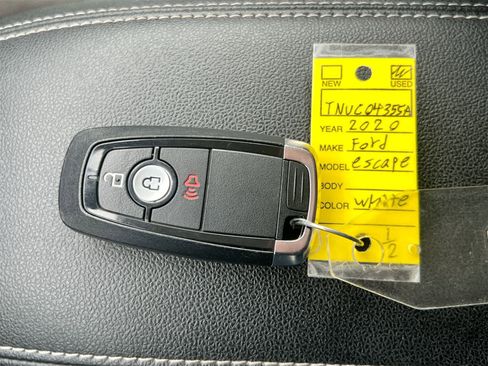 NEW USED
TNUC04355A
YEAR 2020
MAKE Ford
MODEL escape
BODY
COLOR white
1/2